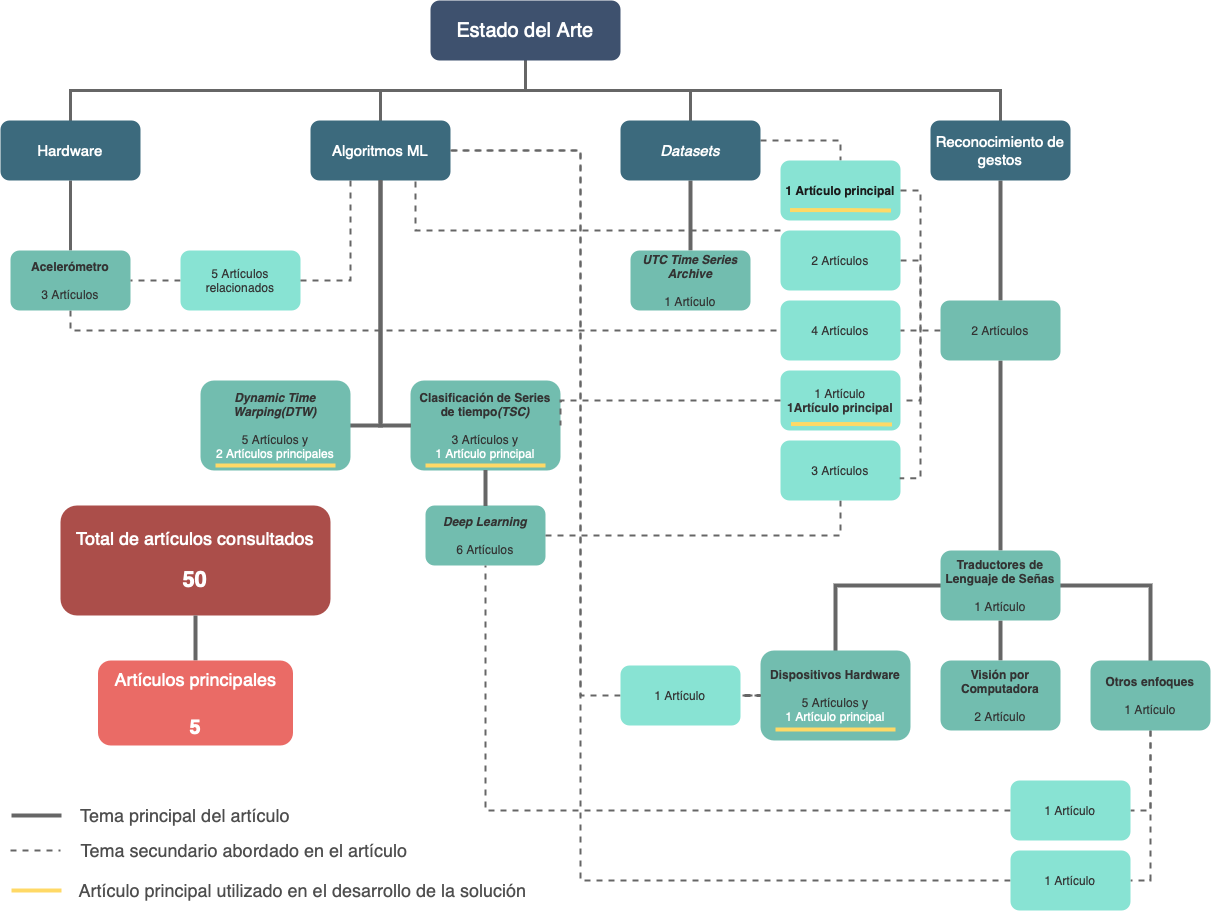 Estado del Arte
Hardware
Algoritmos ML
Datasets
Reconocimiento de
gestos
1 Artículo principal
Acelerómetro
3 Artículos
5 Artículos
relacionados
UTC Time Series
Archive
1 Artículo
2 Artículos
4 Artículos
2 Artículos
Dynamic Time
Warping(DTW)
5 Artículos y
2 Artículos principales
Clasificación de Series
de tiempo(TSC)
3 Artículos y
1 Artículo principal
1 Artículo
1Artículo principal
3 Artículos
Deep Learning
6 Artículos
Total de artículos consultados
50
Artículos principales
5
Traductores de
Lenguaje de Señas
1 Artículo
1 Artículo
Dispositivos Hardware
5 Artículos y
1 Artículo principal
Visión por
Computadora
2 Artículo
Otros enfoques
1 Artículo
1 Artículo
1 Artículo
Tema principal del artículo
Tema secundario abordado en el artículo
Artículo principal utilizado en el desarrollo de la solución